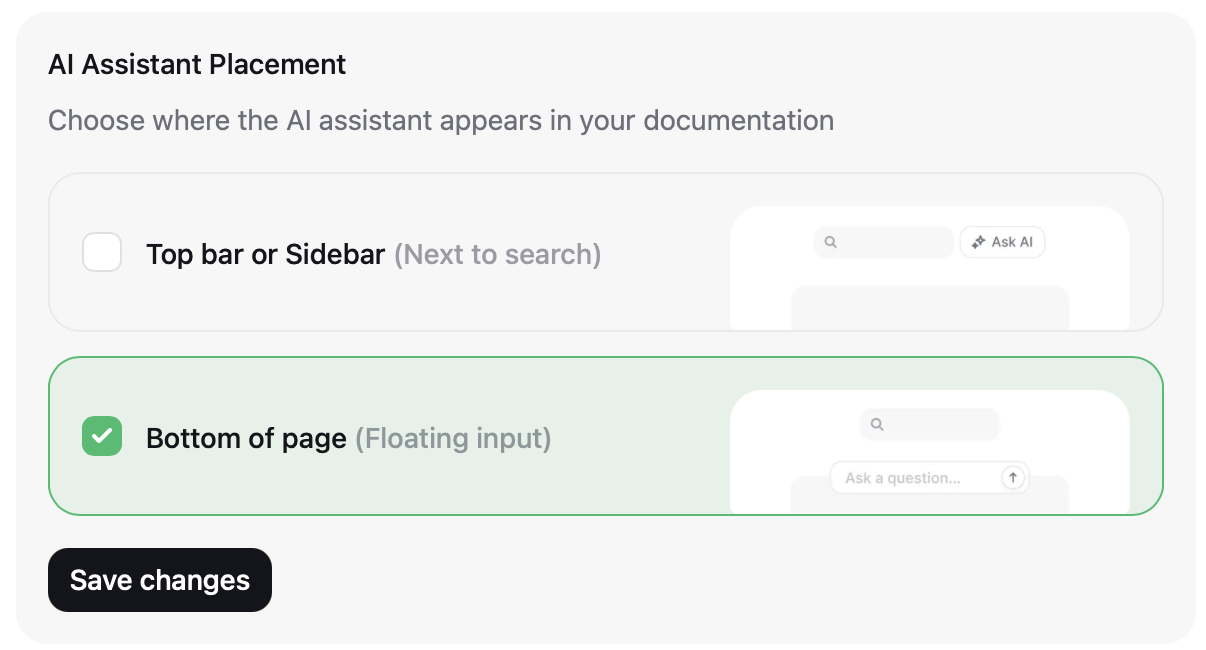 AI Assistant Placement
Choose where the AI assistant appears in your documentation
Top bar or Sidebar (Next to search)
Ask AI
Bottom of page (Floating input)
Ask a question...
Save changes